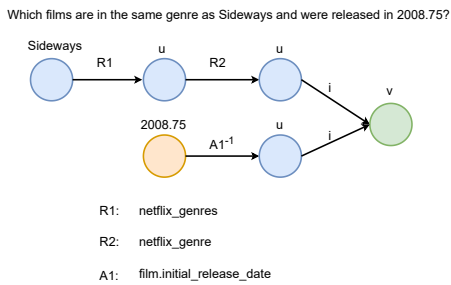 Which films are in the same genre as Sideways and were released in 2008.75?
Sideways u u
R1 R2
i v
2008.75 u
A1-1 i
R1: netflix_genres
R2: netflix_genre
A1: film.initial_release_date